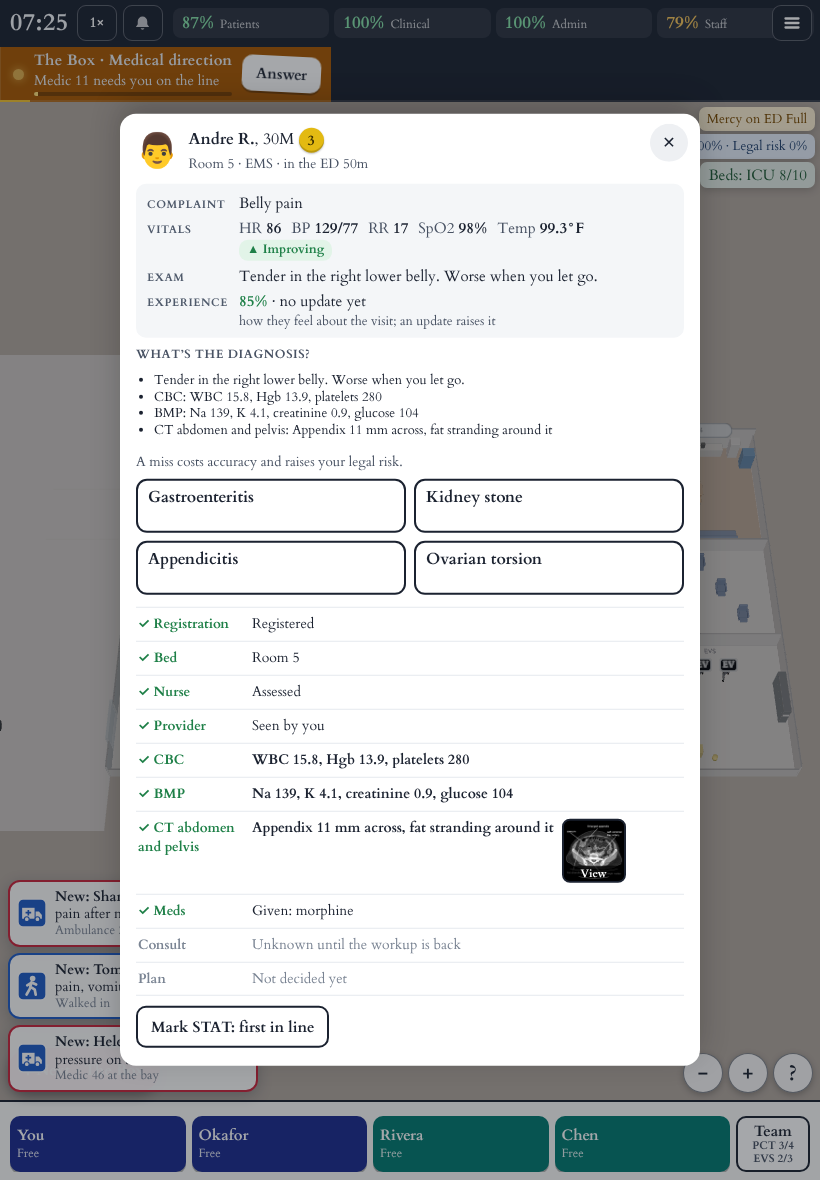 07:25
1×
87% Patients
100% Clinical
100% Admin
79% Staff
The Box · Medical direction
Medic 11 needs you on the line
Answer
Mercy on ED Full
00% · Legal risk 0%
Beds: ICU 8/10
Andre R., 30M 3
Room 5 · EMS · in the ED 50m
×
COMPLAINT Belly pain
VITALS HR 86 BP 129/77 RR 17 SpO2 98% Temp 99.3°F
▲ Improving
EXAM Tender in the right lower belly. Worse when you let go.
EXPERIENCE 85% · no update yet
how they feel about the visit; an update raises it
WHAT'S THE DIAGNOSIS?
• Tender in the right lower belly. Worse when you let go.
• CBC: WBC 15.8, Hgb 13.9, platelets 280
• BMP: Na 139, K 4.1, creatinine 0.9, glucose 104
• CT abdomen and pelvis: Appendix 11 mm across, fat stranding around it
A miss costs accuracy and raises your legal risk.
Gastroenteritis
Kidney stone
Appendicitis
Ovarian torsion
✓ Registration Registered
✓ Bed Room 5
✓ Nurse Assessed
✓ Provider Seen by you
✓ CBC WBC 15.8, Hgb 13.9, platelets 280
✓ BMP Na 139, K 4.1, creatinine 0.9, glucose 104
✓ CT abdomen and pelvis Appendix 11 mm across, fat stranding around it
View
✓ Meds Given: morphine
Consult Unknown until the workup is back
Plan Not decided yet
Mark STAT: first in line
EVS
EV
New: Shar
pain after n
Ambulance
New: Tom
pain, vomi
Walked in
New: Hele
pressure on
Medic 46 at the bay
−
+
?
You
Free
Okafor
Free
Rivera
Free
Chen
Free
Team
PCT 3/4
EVS 2/3